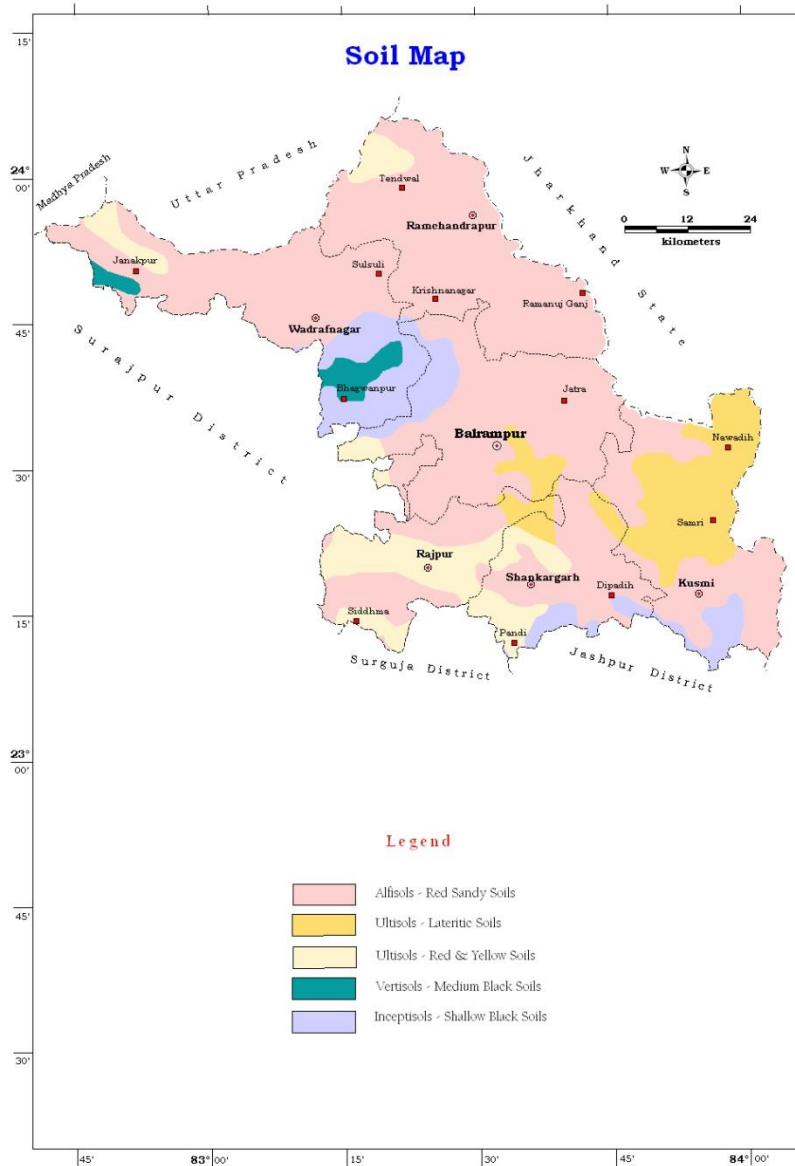 Soil Map
15'
24°
00'
45'
30'
15'
23°
00'
45'
30'
Madhya Pradesh
Uttar Pradesh
Jharkhand State
N
W E
S
0 12 24
kilometers
Tendwal
Ramchandrapur
Janakpur
Sulsuli
Krishnanagar
Ramanuj Ganj
Wadrafnagar
Surajpur District
Bhagwanpur
Jatra
Balrampur
Nawadih
Samri
Rajpur
Shankargarh
Dipadih
Kusmi
Siddhma
Pandi
Surguja District
Jashpur District
Legend
Alfisols - Red Sandy Soils
Ultisols - Lateritic Soils
Ultisols - Red & Yellow Soils
Vertisols - Medium Black Soils
Inceptisols - Shallow Black Soils
45' 83° 00' 15' 30' 45' 84° 00'